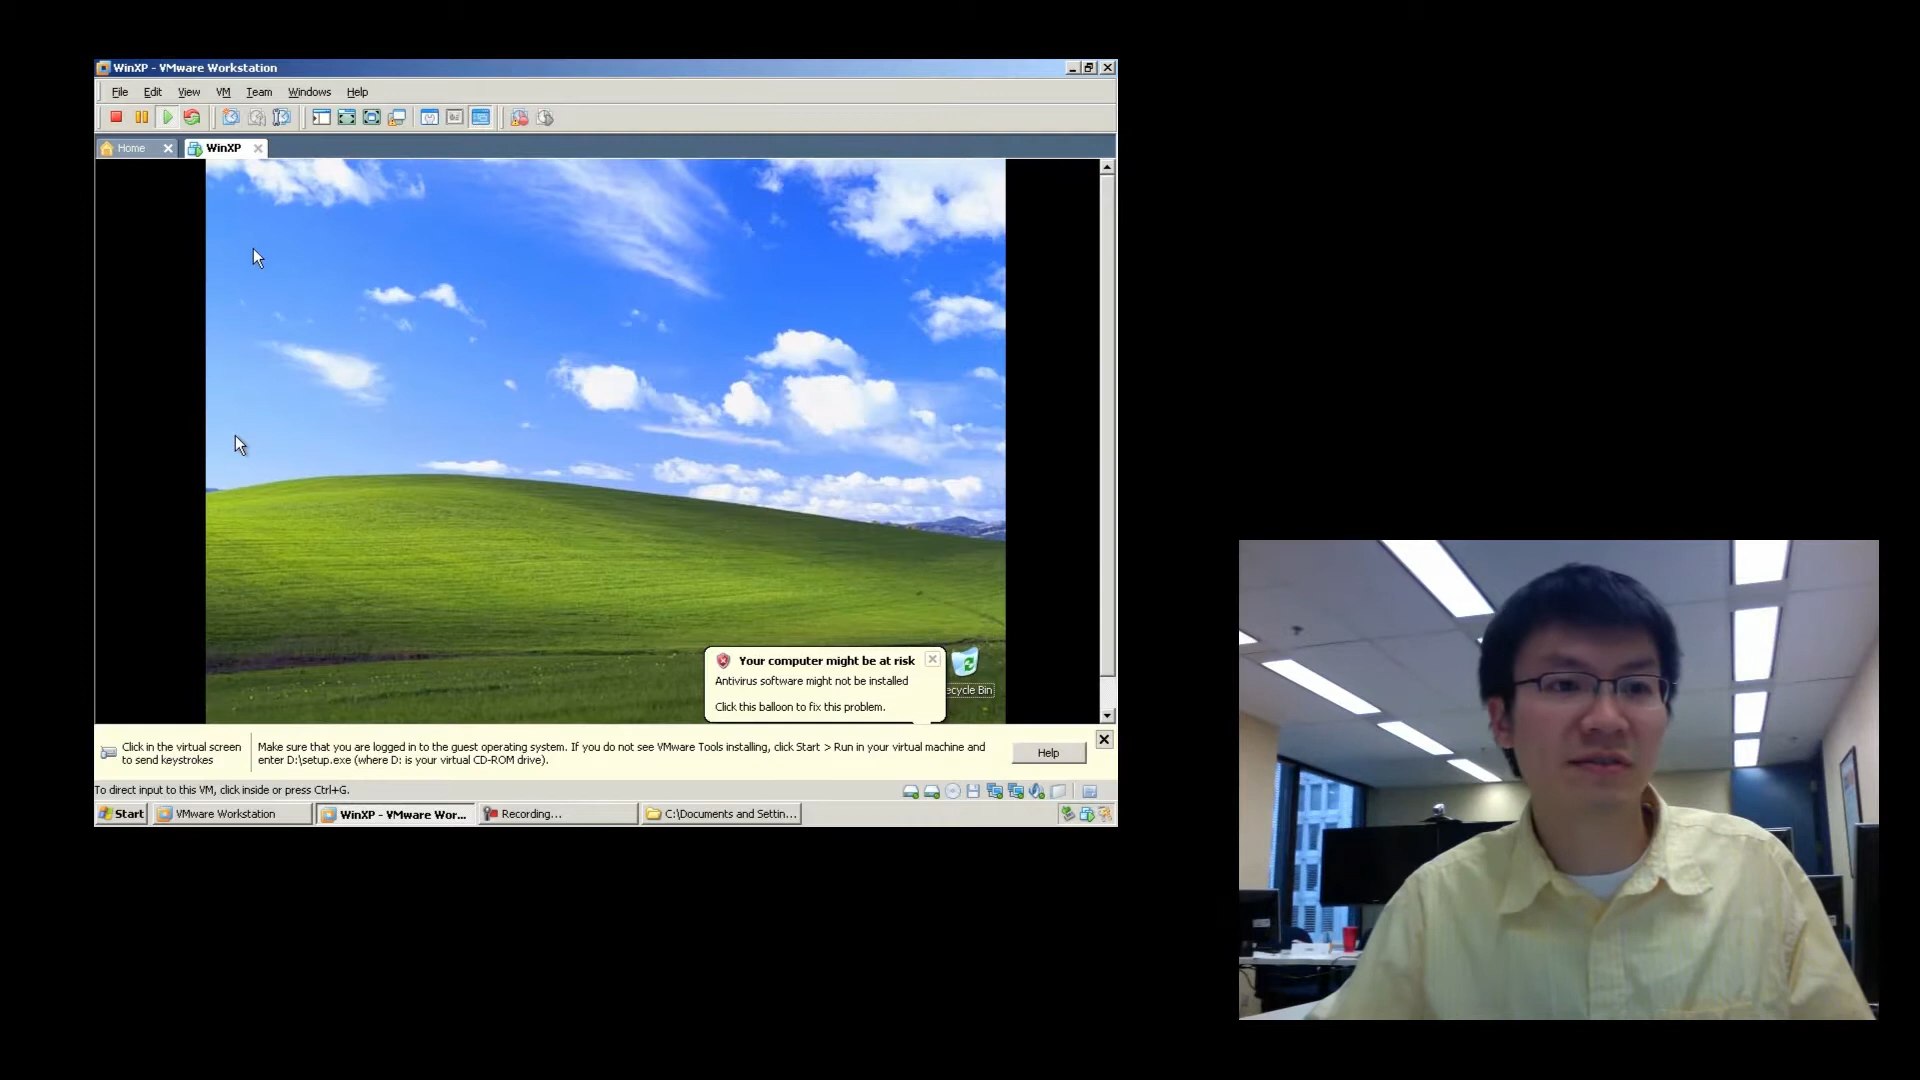 WinXP - VMware Workstation
File Edit View VM Team Windows Help
Home WinXP
Your computer might be at risk
Antivirus software might not be installed
Click this balloon to fix this problem.
ecycle Bin
Click in the virtual screen
to send keystrokes
Make sure that you are logged in to the guest operating system. If you do not see VMware Tools installing, click Start > Run in your virtual machine and
enter D:\setup.exe (where D: is your virtual CD-ROM drive).
Help
To direct input to this VM, click inside or press Ctrl+G.
Start VMware Workstation WinXP - VMware Wor... Recording... C:\Documents and Settin...